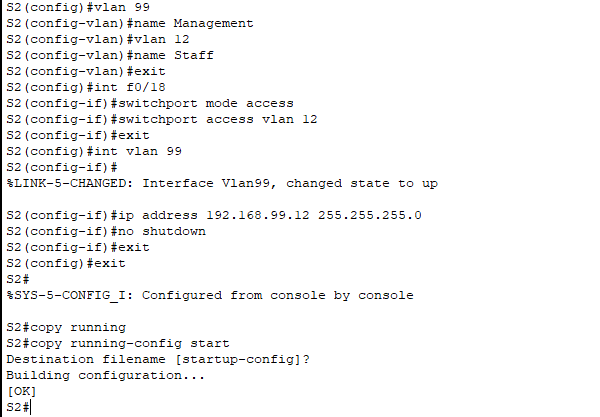 S2(config)#vlan 99
S2(config-vlan)#name Management
S2(config-vlan)#vlan 12
S2(config-vlan)#name Staff
S2(config-vlan)#exit
S2(config)#int f0/18
S2(config-if)#switchport mode access
S2(config-if)#switchport access vlan 12
S2(config-if)#exit
S2(config)#int vlan 99
S2(config-if)#
%LINK-5-CHANGED: Interface Vlan99, changed state to up

S2(config-if)#ip address 192.168.99.12 255.255.255.0
S2(config-if)#no shutdown
S2(config-if)#exit
S2(config)#exit
S2#
%SYS-5-CONFIG_I: Configured from console by console

S2#copy running
S2#copy running-config start
Destination filename [startup-config]?
Building configuration...
[OK]
S2#